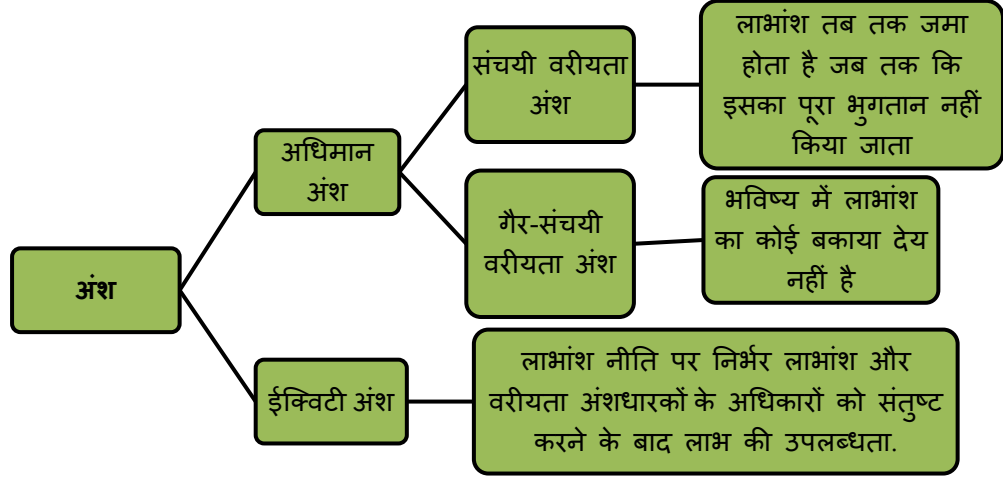 लाभांश तब तक जमा
होता है जब तक कि
इसका पूरा भुगतान नहीं
किया जाता
संचयी वरीयता
अंश
अधिमान
अंश
गैर-संचयी
वरीयता अंश
भविष्य में लाभांश
का कोई बकाया देय
नहीं है
अंश
ईक्विटी अंश
लाभांश नीति पर निर्भर लाभांश और
वरीयता अंशधारकों के अधिकारों को संतुष्ट
करने के बाद लाभ की उपलब्धता.